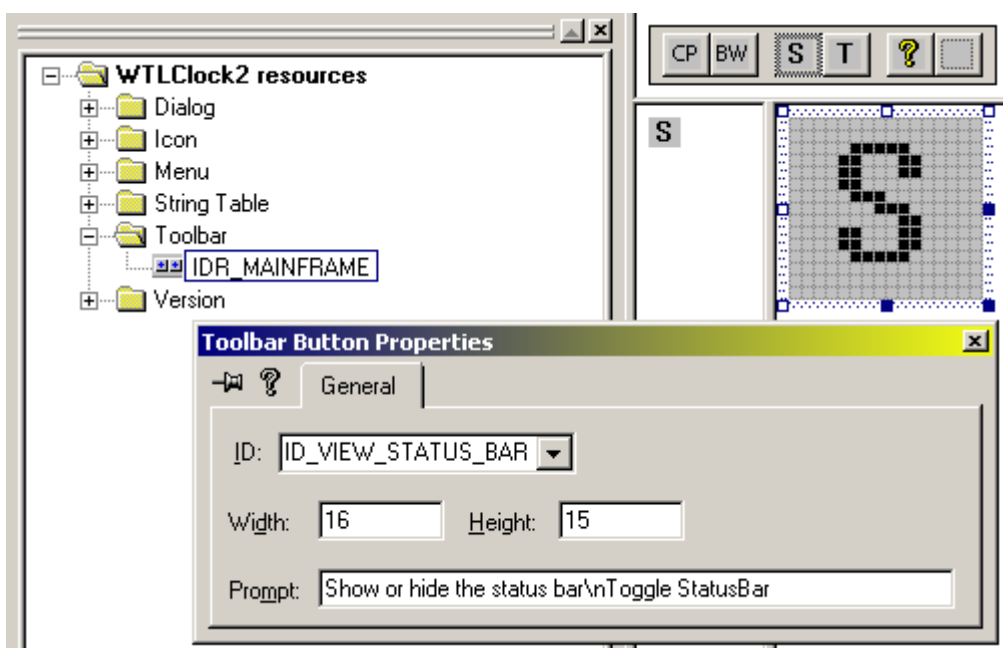 WTLClock2 resources
Dialog
Icon
Menu
String Table
Toolbar
IDR_MAINFRAME
Version
CP BW S T ?
S
S
Toolbar Button Properties
? General
ID: ID_VIEW_STATUS_BAR
Width: 16 Height: 15
Prompt: Show or hide the status bar\nToggle StatusBar